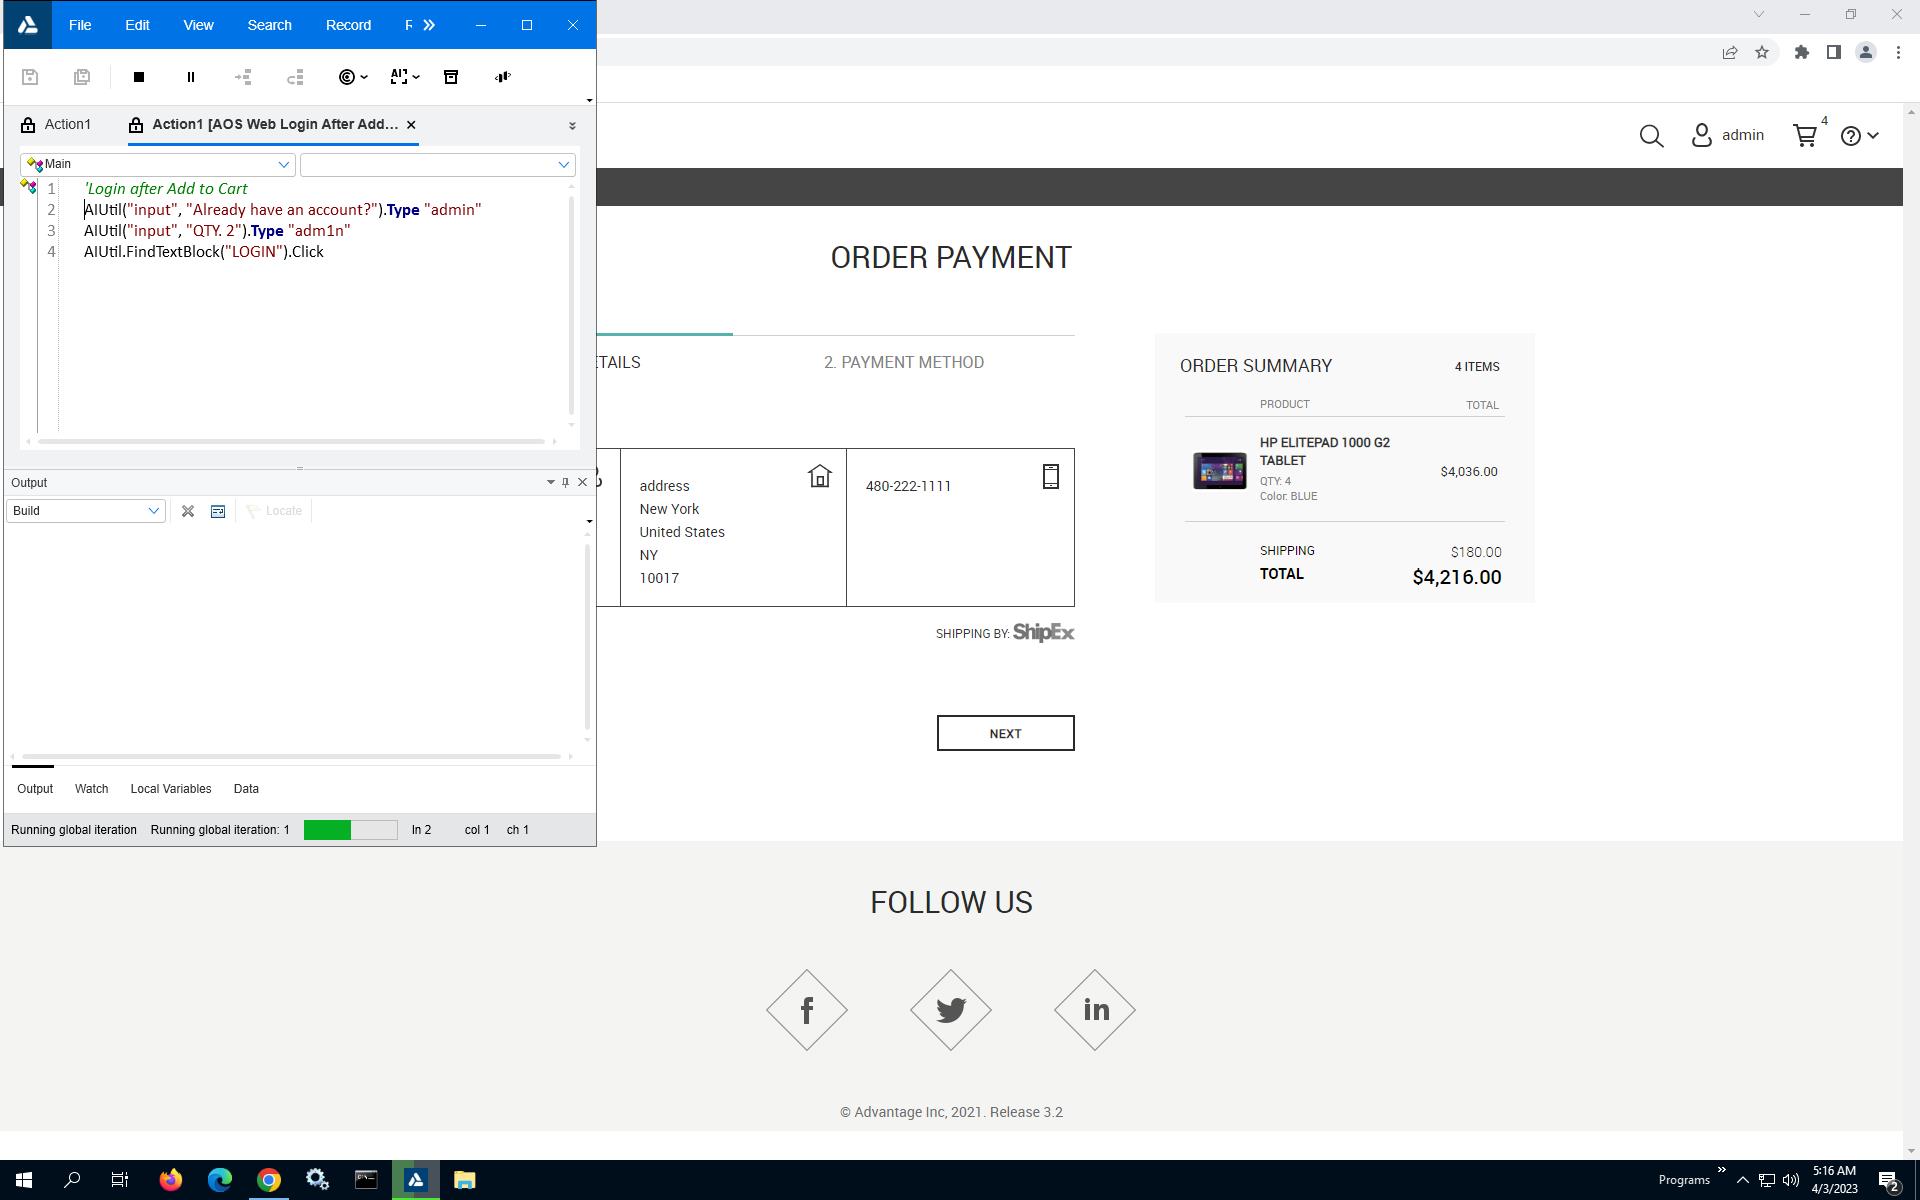 File Edit View Search Record
Action1
Action1 [AOS Web Login After Add...
Main
1 'Login after Add to Cart
2 AIUtil("input", "Already have an account?").Type "admin"
3 AIUtil("input", "QTY. 2").Type "adm1n"
4 AIUtil.FindTextBlock("LOGIN").Click
Output
Build
Locate
Output Watch Local Variables Data
Running global iteration Running global iteration: 1 ln 2 col 1 ch 1
admin
4
ORDER PAYMENT
ETAILS
2. PAYMENT METHOD
address
New York
United States
NY
10017
480-222-1111
SHIPPING BY: ShipEx
NEXT
ORDER SUMMARY 4 ITEMS
PRODUCT TOTAL
HP ELITEPAD 1000 G2
TABLET
$4,036.00
QTY: 4
Color: BLUE
SHIPPING $180.00
TOTAL $4,216.00
FOLLOW US
f
in
© Advantage Inc, 2021. Release 3.2
Programs
5:16 AM
4/3/2023
2